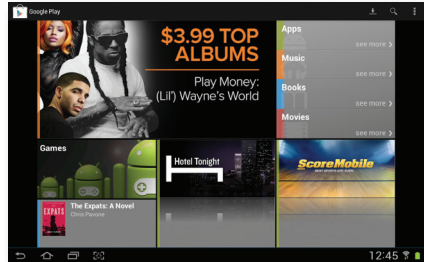 Google Play
$3.99 TOP
ALBUMS
Play Money:
(Lil') Wayne's World
Apps
see more >
Music
see more >
Books
see more >
Movies
see more >
Games
Hotel Tonight
ScoreMobile
The Expats: A Novel
Chris Pavone
EXPATS
12:45